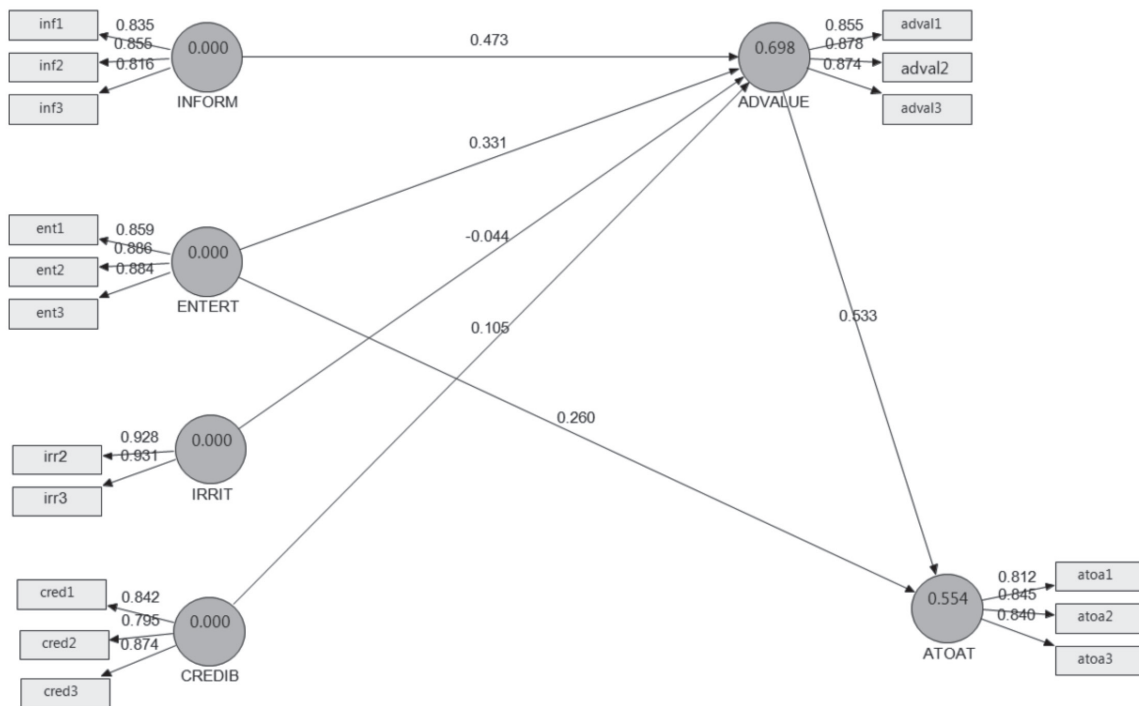 inf1
0.835
inf2
0.855
inf3
0.816
0.000
INFORM
0.473
0.698
ADVALUE
0.855
adval1
0.878
adval2
0.874
adval3
ent1
0.859
ent2
0.886
ent3
0.884
0.000
ENTERT
0.331
-0.044
0.105
0.260
0.533
irr2
0.928
irr3
0.931
0.000
IRRIT
cred1
0.842
cred2
0.795
cred3
0.874
0.000
CREDIB
0.554
ATOAT
0.812
atoa1
0.845
atoa2
0.840
atoa3